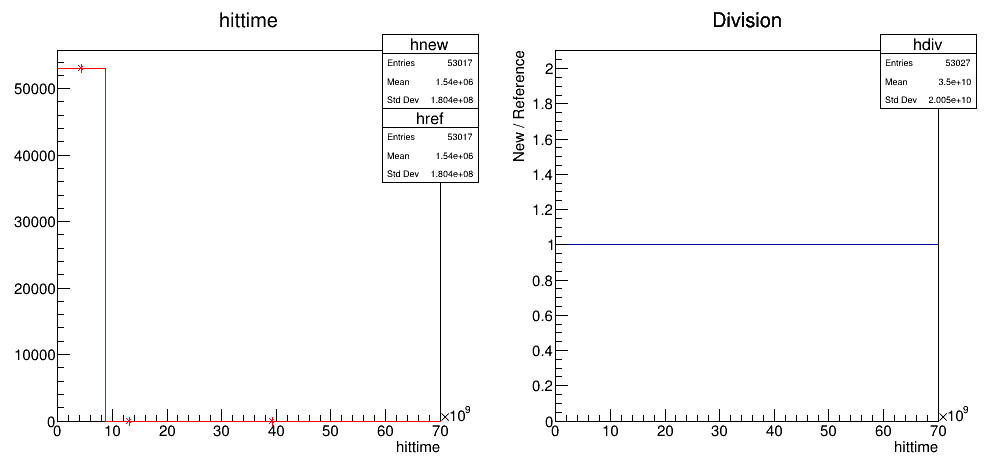 hittime
hnew
Entries 53017
Mean 1.54e+06
Std Dev 1.804e+08
href
Entries 53017
Mean 1.54e+06
Std Dev 1.804e+08
50000
40000
30000
20000
10000
0
0 10 20 30 40 50 60 70
×10⁹
hittime
Division
hdiv
Entries 53027
Mean 3.5e+10
Std Dev 2.005e+10
New / Reference
2
1.8
1.6
1.4
1.2
1
0.8
0.6
0.4
0.2
0
0 10 20 30 40 50 60 70
×10⁹
hittime